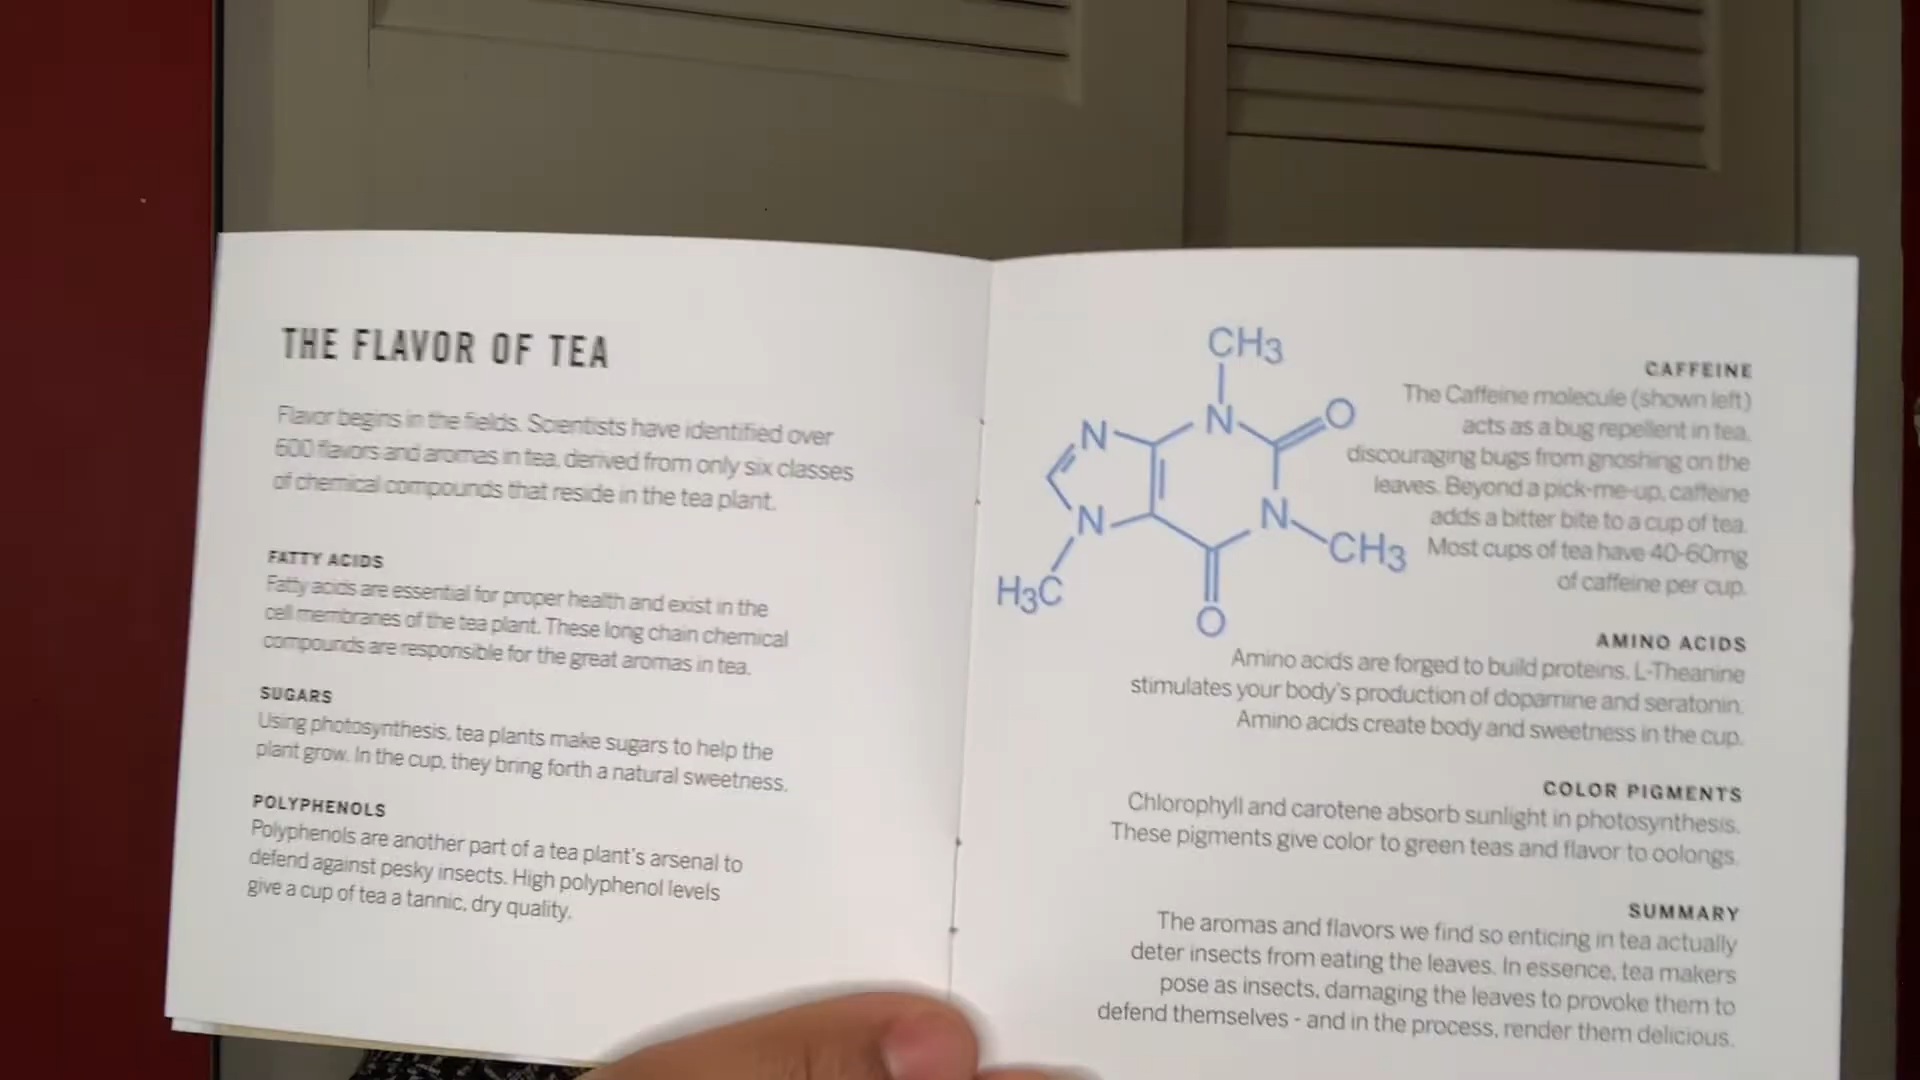 THE FLAVOR OF TEA
Flavor begins in the fields. Scientists have identified over
600 flavors and aromas in tea, derived from only six classes
of chemical compounds that reside in the tea plant.
FATTY ACIDS
Fatty acids are essential for proper health and exist in the
cell membranes of the tea plant. These long chain chemical
compounds are responsible for the great aromas in tea.
SUGARS
Using photosynthesis, tea plants make sugars to help the
plant grow. In the cup, they bring forth a natural sweetness.
POLYPHENOLS
Polyphenols are another part of a tea plant's arsenal to
defend against pesky insects. High polyphenol levels
give a cup of tea a tannic, dry quality.
CH3
N
O
N
N
N
CH3
H3C
O
CAFFEINE
The Caffeine molecule (shown left)
acts as a bug repellent in tea,
discouraging bugs from gnoshing on the
leaves. Beyond a pick-me-up, caffeine
adds a bitter bite to a cup of tea.
Most cups of tea have 40-60mg
of caffeine per cup.
AMINO ACIDS
Amino acids are forged to build proteins. L-Theanine
stimulates your body's production of dopamine and seratonin.
Amino acids create body and sweetness in the cup.
COLOR PIGMENTS
Chlorophyll and carotene absorb sunlight in photosynthesis.
These pigments give color to green teas and flavor to oolongs.
SUMMARY
The aromas and flavors we find so enticing in tea actually
deter insects from eating the leaves. In essence, tea makers
pose as insects, damaging the leaves to provoke them to
defend themselves - and in the process, render them delicious.